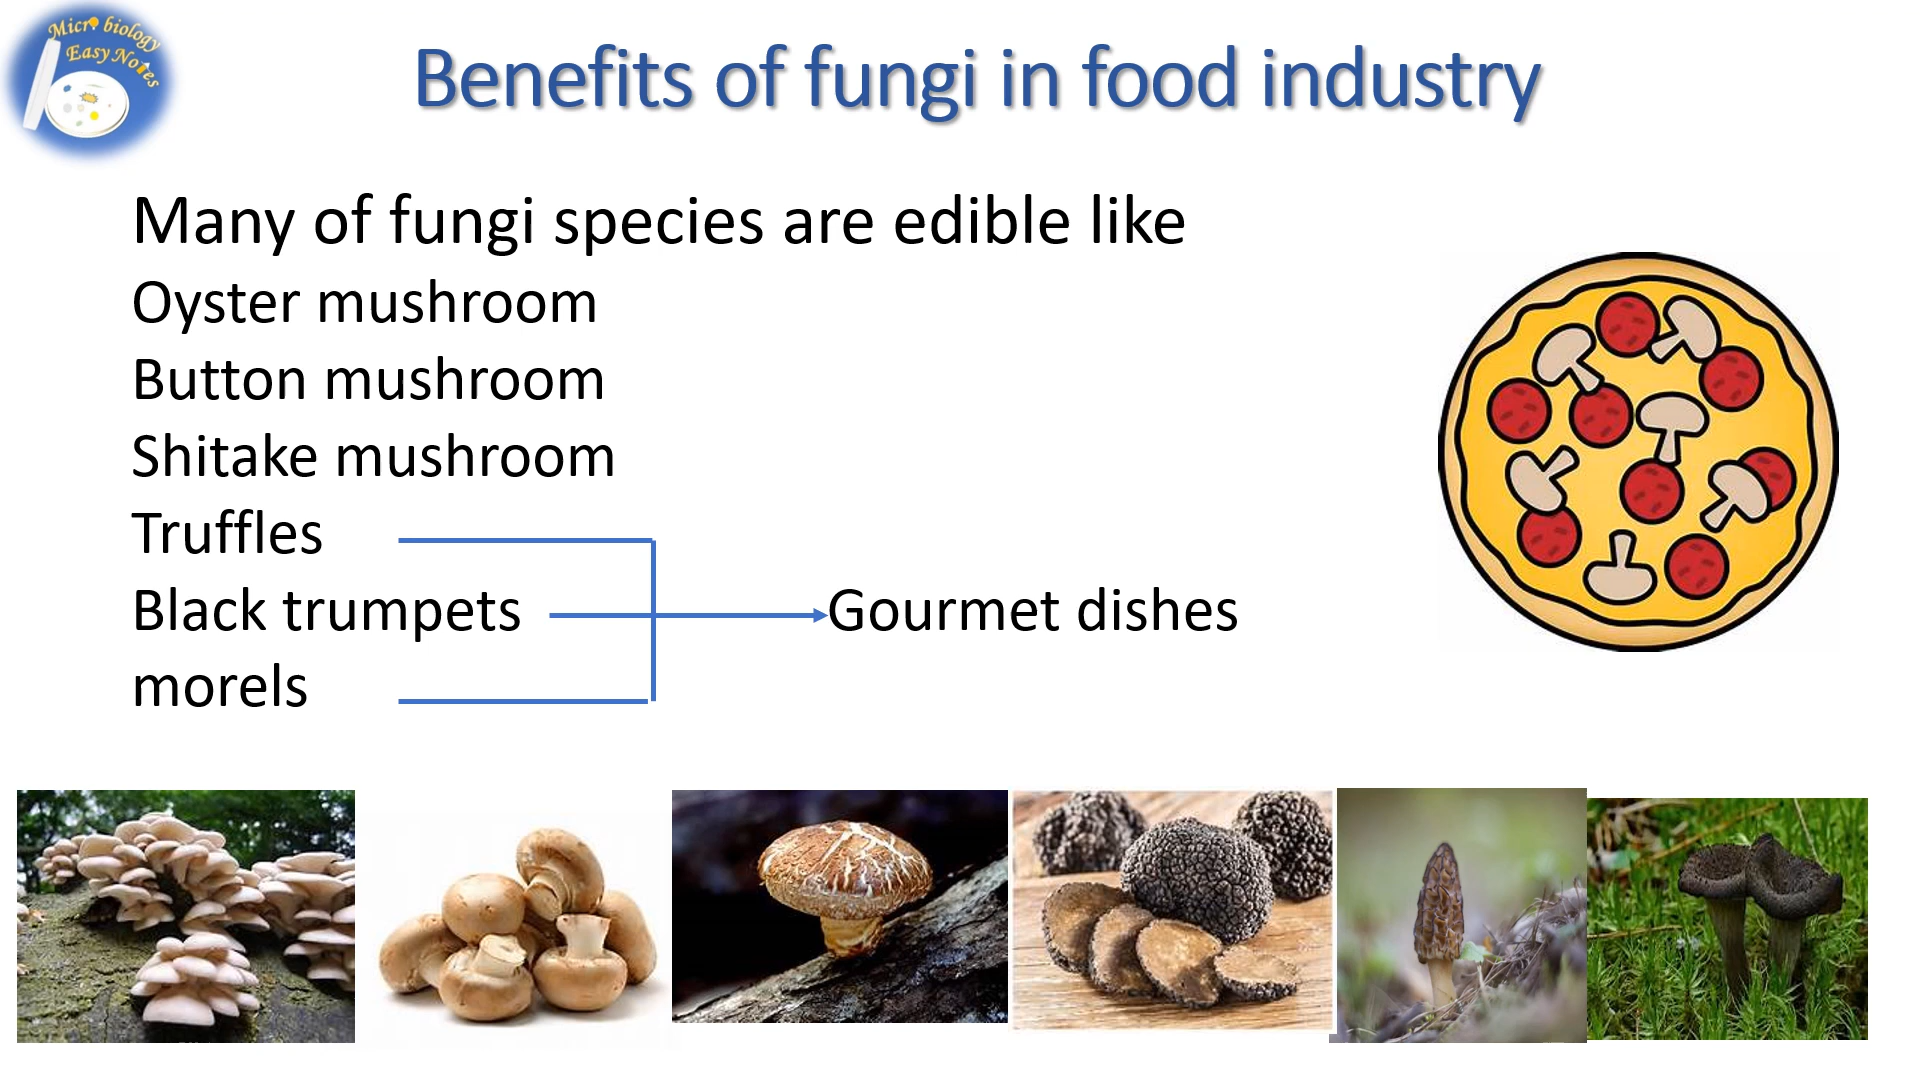 Micro biology
Easy Notes
Benefits of fungi in food industry
Many of fungi species are edible like
Oyster mushroom
Button mushroom
Shitake mushroom
Truffles
Black trumpets
Gourmet dishes
morels